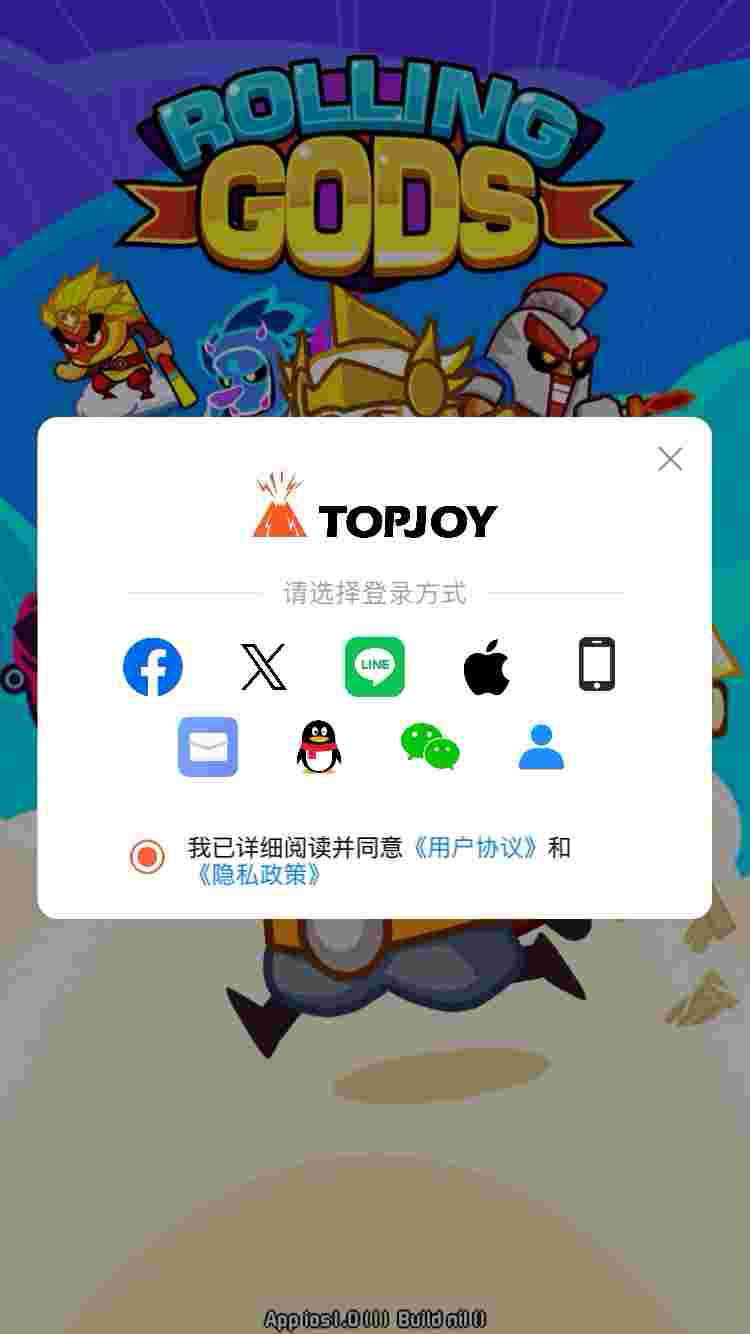 ROLLING
GODS
TOPJOY
请选择登录方式
LINE
我已详细阅读并同意《用户协议》和
《隐私政策》
App ios1.0 ( ) ( ) Build nil ()